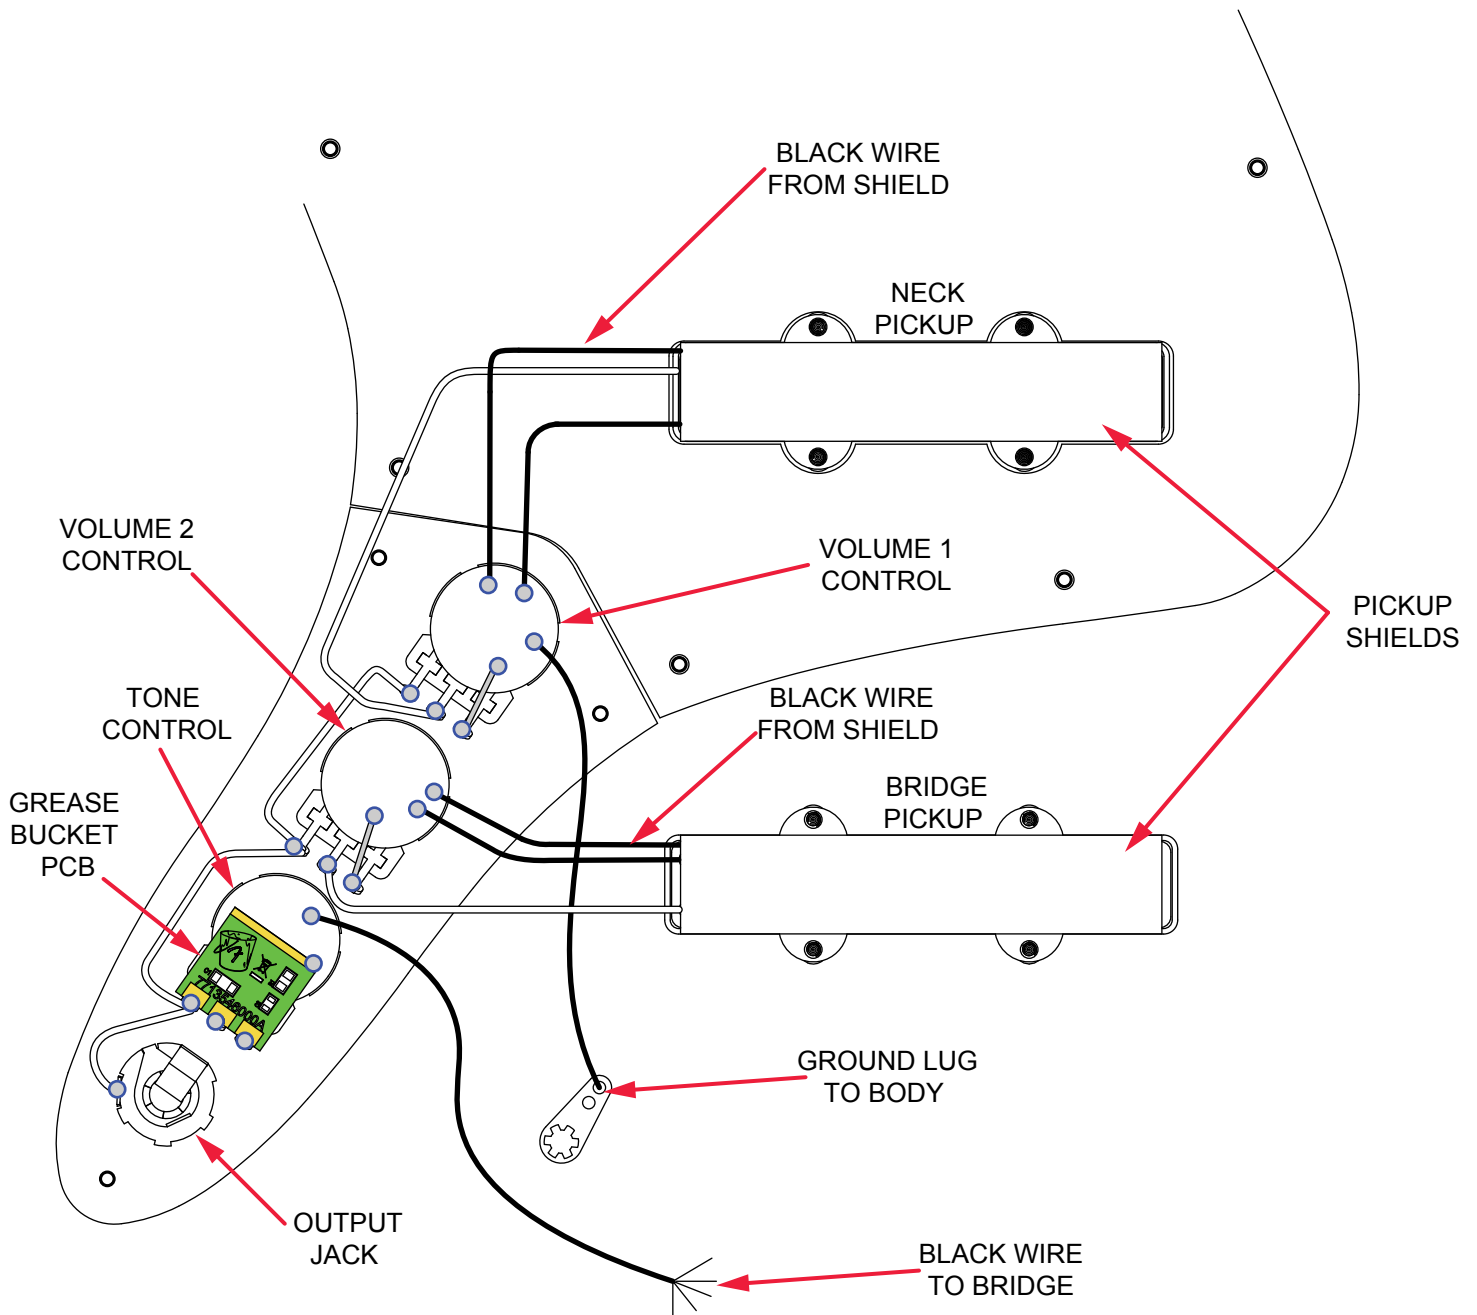 BLACK WIRE
FROM SHIELD
NECK
PICKUP
VOLUME 2
CONTROL
VOLUME 1
CONTROL
PICKUP
SHIELDS
TONE
CONTROL
BLACK WIRE
FROM SHIELD
GREASE
BUCKET
PCB
BRIDGE
PICKUP
7713546000A
GROUND LUG
TO BODY
OUTPUT
JACK
BLACK WIRE
TO BRIDGE